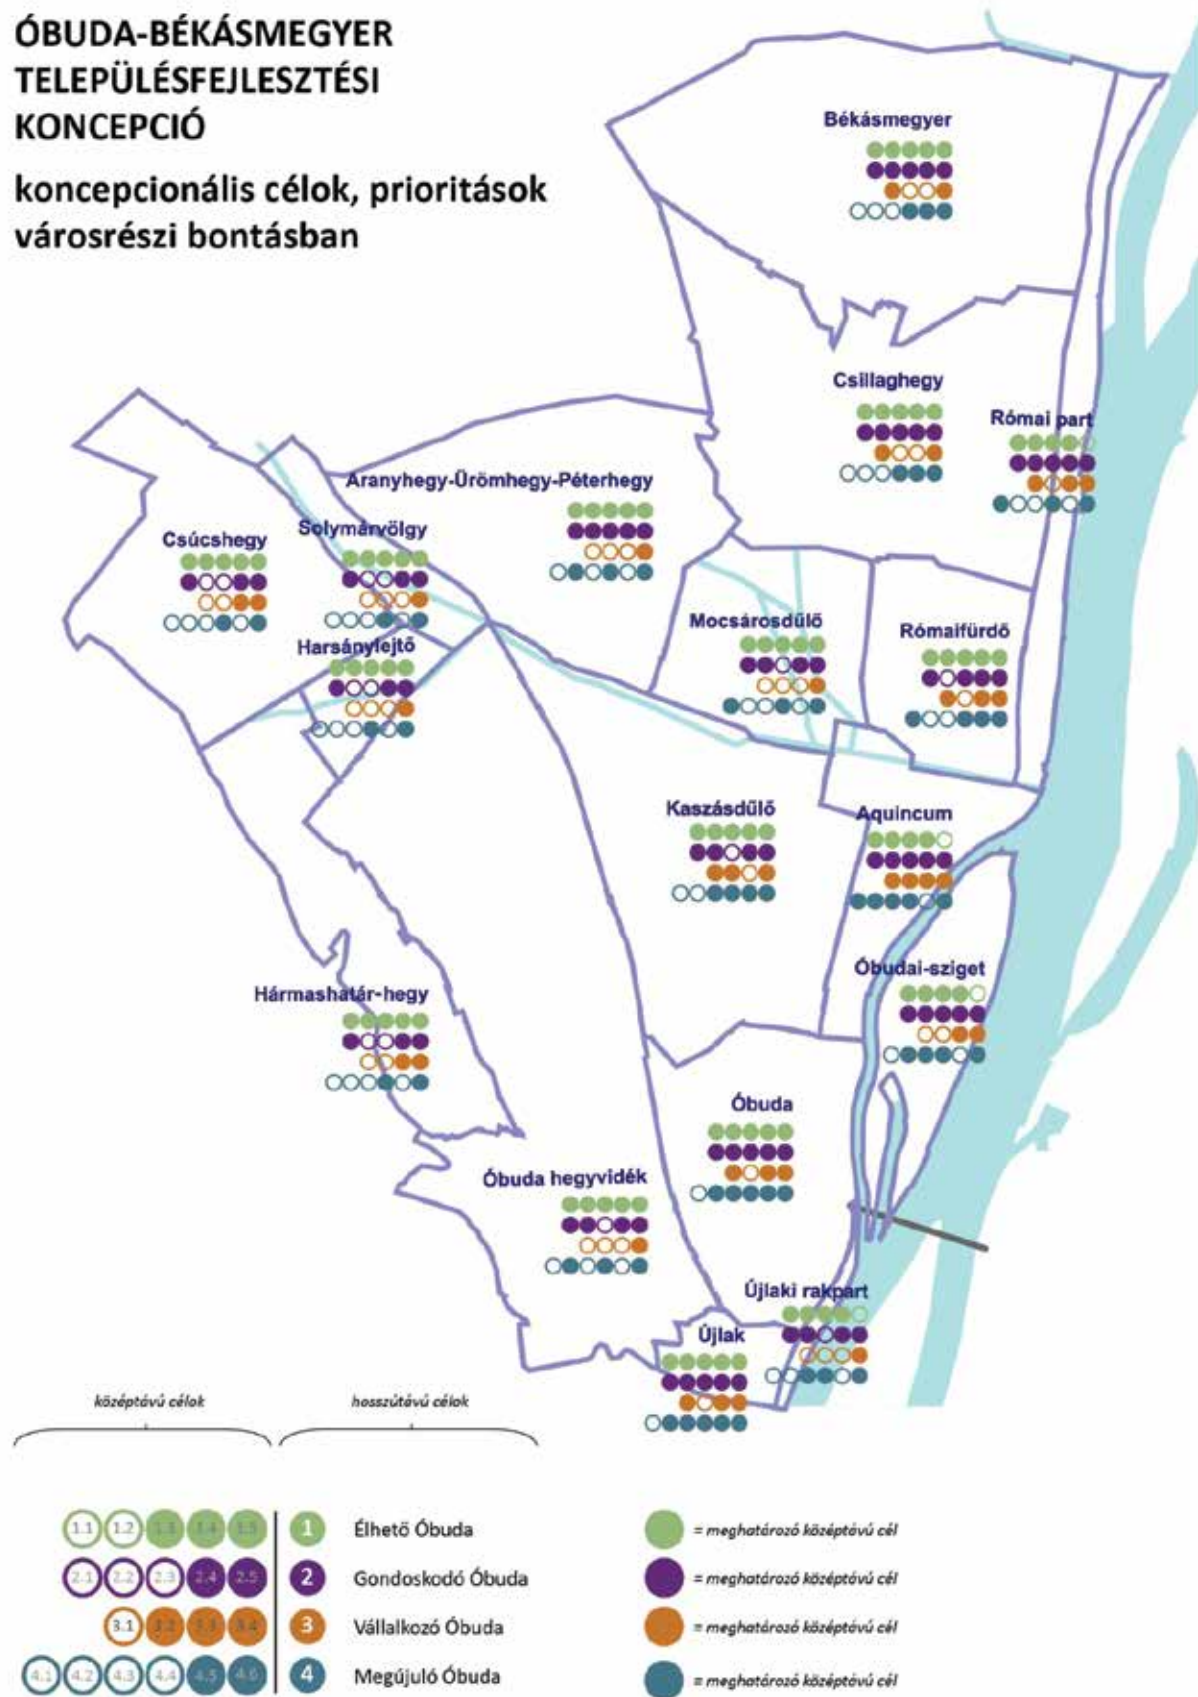 ÓBUDA-BÉKÁSMEGYER
TELEPÜLÉSFEJLESZTÉSI
KONCEPCIÓ
koncepcionális célok, prioritások
városrészi bontásban
Békásmegyer
Csillaghegy
Római part
Aranyhegy-Ürömhegy-Péterhegy
Solymárvölgy
Csúcshegy
Harsánylejtő
Mocsárosdűlő
Rómaifürdő
Kaszásdűlő
Aquincum
Óbudai-sziget
Hármashatár-hegy
Óbuda
Óbuda hegyvidék
Újlaki rakpart
Újlak
középtávú célok
hosszútávú célok
1.1 1.2 1.3 1.4 1.5 1 Élhető Óbuda = meghatározó középtávú cél
2.1 2.2 2.3 2.4 2.5 2 Gondoskodó Óbuda = meghatározó középtávú cél
3.1 3.2 3.3 3.4 3 Vállalkozó Óbuda = meghatározó középtávú cél
4.1 4.2 4.3 4.4 4.5 4.6 4 Megújuló Óbuda = meghatározó középtávú cél